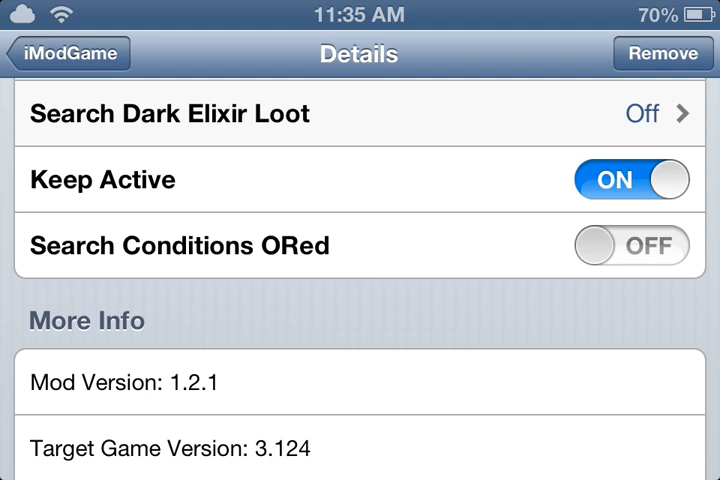 11:35 AM
70%
iModGame
Details
Remove
Search Dark Elixir Loot Off
Keep Active ON
Search Conditions ORed OFF
More Info
Mod Version: 1.2.1
Target Game Version: 3.124